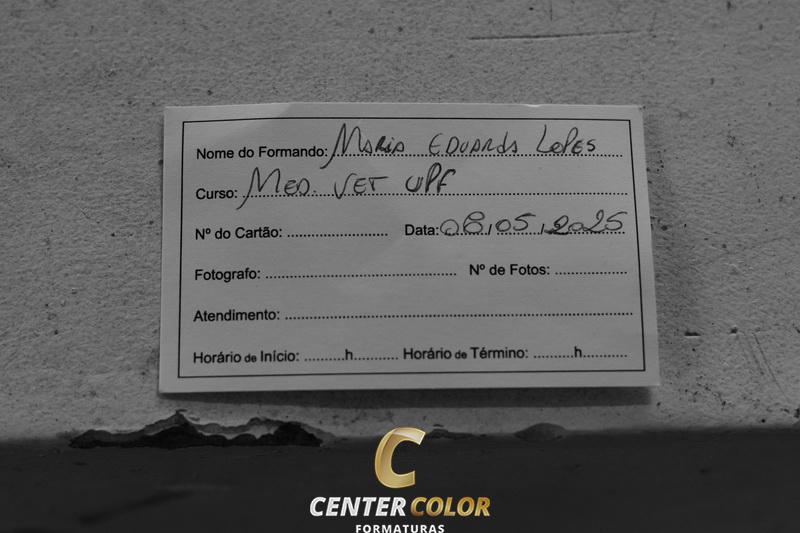 Nome do Formando: Maria Eduarda Lopes
Curso: Med. Vet UPF
Nº do Cartão: .................... Data: 08/05/2025
Fotografo: .................... Nº de Fotos: ....................
Atendimento: ....................
Horário de Início: .........h.......... Horário de Término: .........h..........
C
CENTER COLOR
FORMATURAS